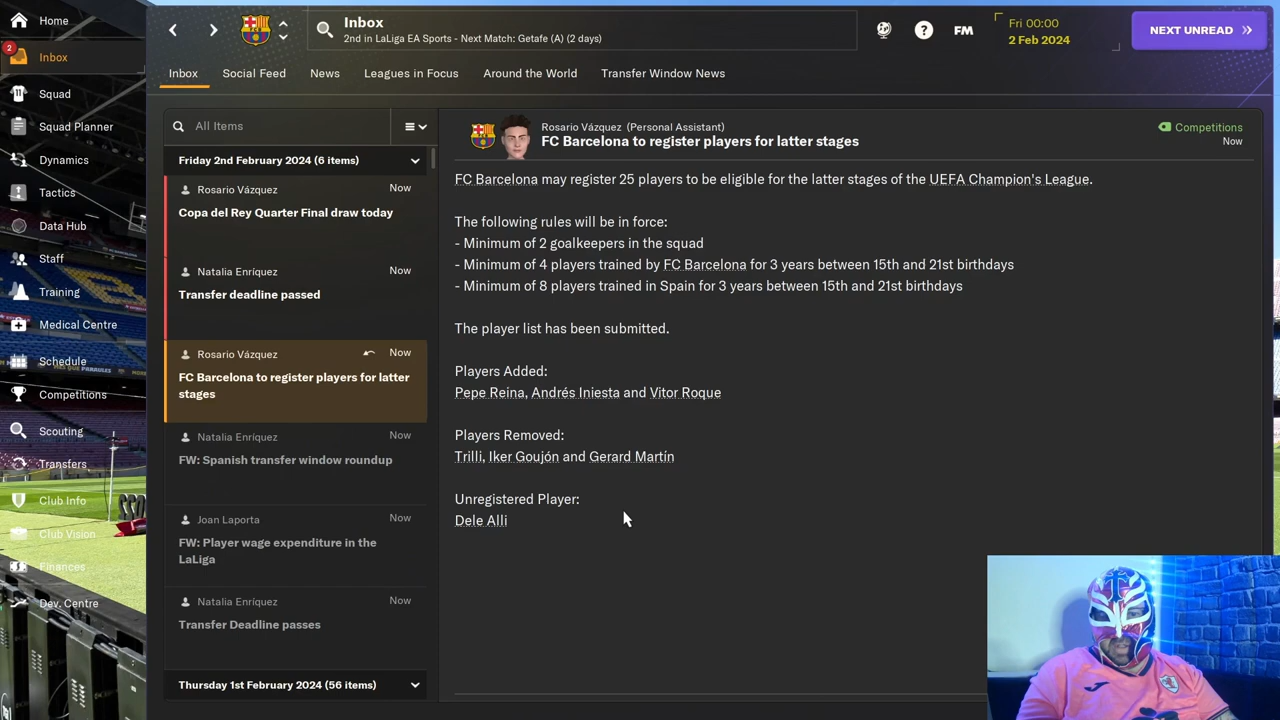 Home
2
Inbox
Squad
Squad Planner
Dynamics
Tactics
Data Hub
Staff
Training
Medical Centre
Schedule
Competitions
Scouting
Transfers
Club Info
Club Vision
Finances
Dev. Centre
Inbox
2nd in LaLiga EA Sports - Next Match: Getafe (A) (2 days)
?
FM
Fri 00:00
2 Feb 2024
NEXT UNREAD
Inbox
Social Feed
News
Leagues in Focus
Around the World
Transfer Window News
All Items
Friday 2nd February 2024 (6 items)
Rosario Vázquez
Now
Copa del Rey Quarter Final draw today
Natalia Enríquez
Now
Transfer deadline passed
Rosario Vázquez
Now
FC Barcelona to register players for latter
stages
Natalia Enríquez
Now
FW: Spanish transfer window roundup
Joan Laporta
Now
FW: Player wage expenditure in the
LaLiga
Natalia Enríquez
Now
Transfer Deadline passes
Thursday 1st February 2024 (56 items)
Rosario Vázquez (Personal Assistant)
FC Barcelona to register players for latter stages
Competitions
Now
FC Barcelona may register 25 players to be eligible for the latter stages of the UEFA Champion's League.
The following rules will be in force:
- Minimum of 2 goalkeepers in the squad
- Minimum of 4 players trained by FC Barcelona for 3 years between 15th and 21st birthdays
- Minimum of 8 players trained in Spain for 3 years between 15th and 21st birthdays
The player list has been submitted.
Players Added:
Pepe Reina, Andrés Iniesta and Vitor Roque
Players Removed:
Trilli, Iker Goujón and Gerard Martín
Unregistered Player:
Dele Alli